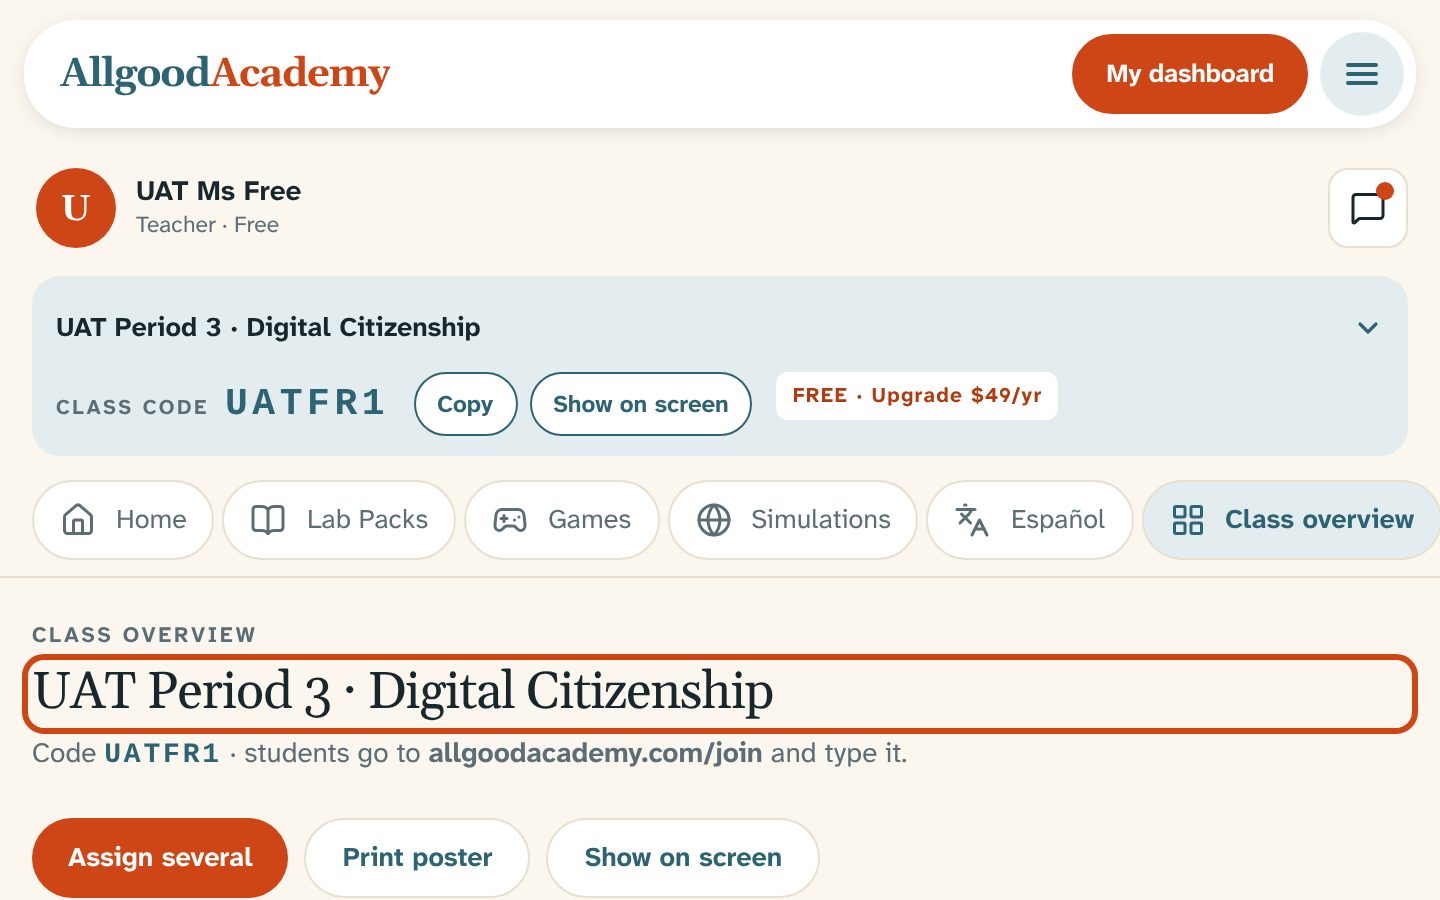 AllgoodAcademy
My dashboard
U
UAT Ms Free
Teacher · Free
UAT Period 3 · Digital Citizenship
CLASS CODE UATFR1 Copy Show on screen FREE · Upgrade $49/yr
Home Lab Packs Games Simulations Español Class overview
CLASS OVERVIEW
UAT Period 3 · Digital Citizenship
Code UATFR1 · students go to allgoodacademy.com/join and type it.
Assign several Print poster Show on screen